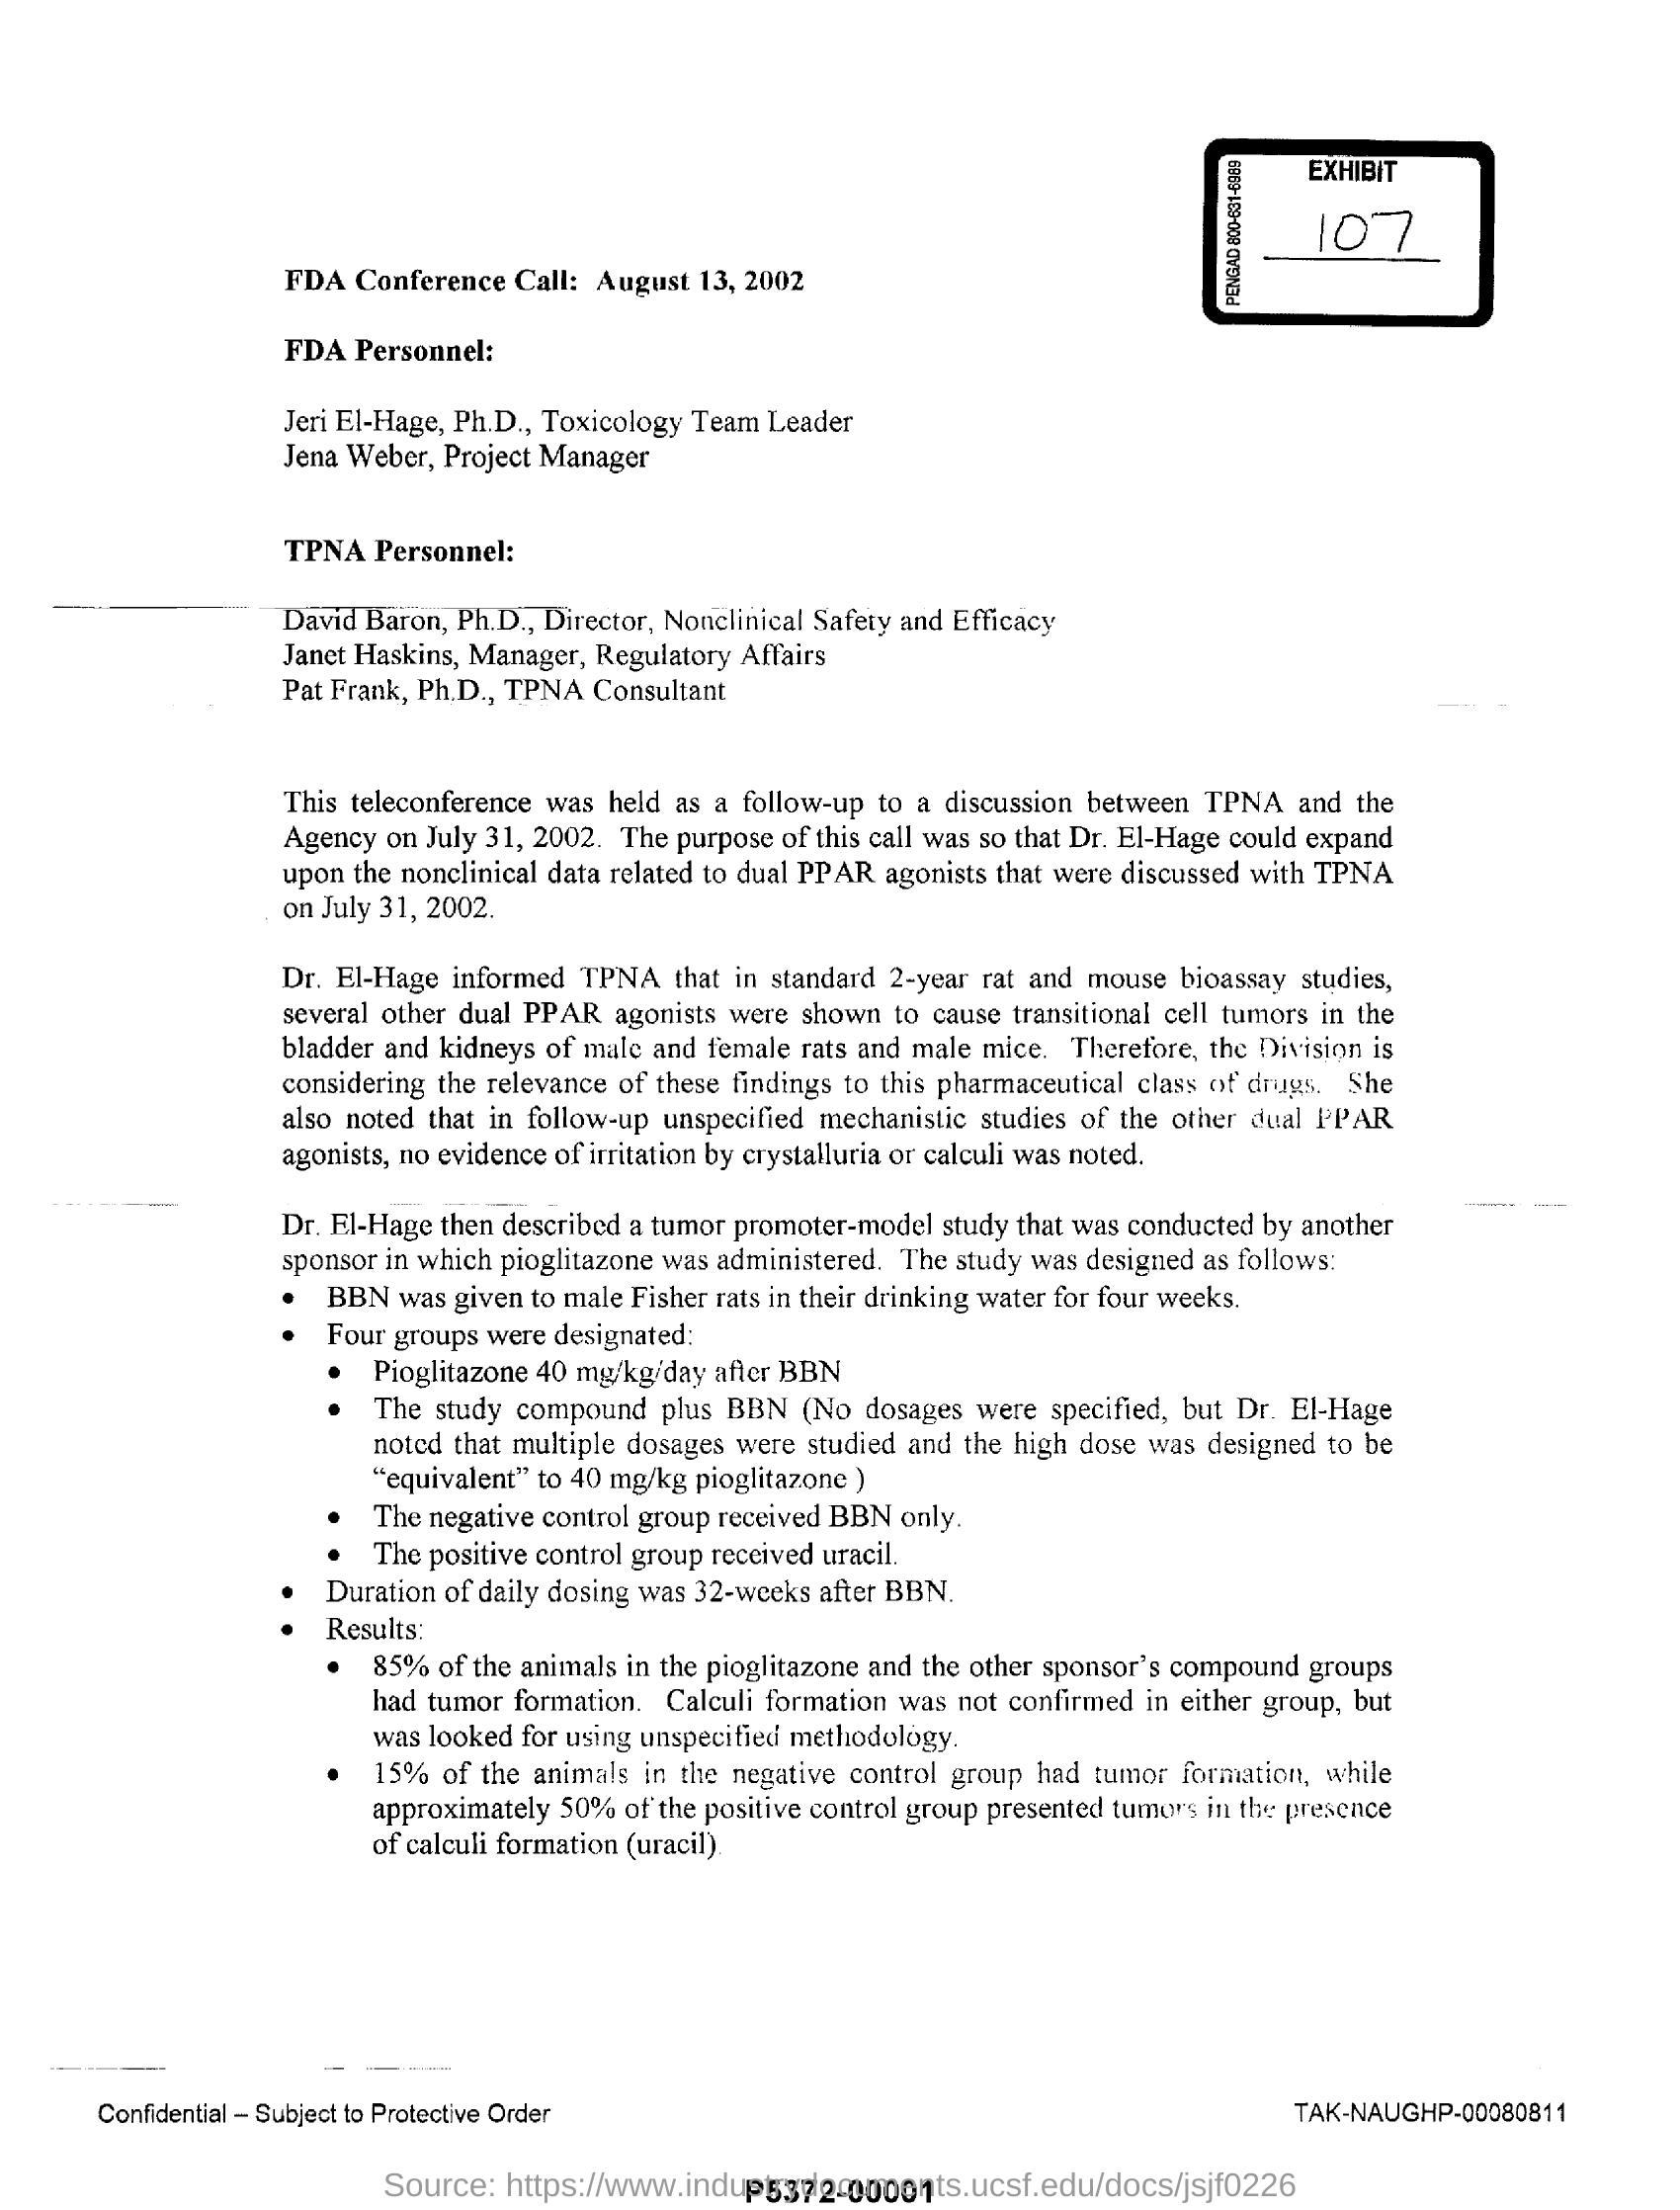 EXHIBIT
PENGAD 800-631-6989
107
FDA Conference Call: August 13, 2002
FDA Personnel:
Jeri El-Hage, Ph.D., Toxicology Team Leader
Jena Weber, Project Manager
TPNA Personnel:
David Baron, Ph.D., Director, Nonclinical Safety and Efficacy
Janet Haskins, Manager, Regulatory Affairs
Pat Frank, Ph.D., TPNA Consultant
This teleconference was held as a follow-up to a discussion between TPNA and the
Agency on July 31, 2002. The purpose of this call was so that Dr. El-Hage could expand
upon the nonclinical data related to dual PPAR agonists that were discussed with TPNA
on July 31, 2002.
Dr. El-Hage informed TPNA that in standard 2-year rat and mouse bioassay studies,
several other dual PPAR agonists were shown to cause transitional cell tumors in the
bladder and kidneys of male and female rats and male mice. Therefore, the Division is
considering the relevance of these findings to this pharmaceutical class of drugs. She
also noted that in follow-up unspecified mechanistic studies of the other dual PPAR
agonists, no evidence of irritation by crystalluria or calculi was noted.
Dr. El-Hage then described a tumor promoter-model study that was conducted by another
sponsor in which pioglitazone was administered. The study was designed as follows:
• BBN was given to male Fisher rats in their drinking water for four weeks.
• Four groups were designated:
• Pioglitazone 40 mg/kg/day after BBN
• The study compound plus BBN (No dosages were specified, but Dr. El-Hage
noted that multiple dosages were studied and the high dose was designed to be
“equivalent” to 40 mg/kg pioglitazone )
• The negative control group received BBN only.
• The positive control group received uracil.
• Duration of daily dosing was 32-weeks after BBN.
• Results:
• 85% of the animals in the pioglitazone and the other sponsor's compound groups
had tumor formation. Calculi formation was not confirmed in either group, but
was looked for using unspecified methodology.
• 15% of the animals in the negative control group had tumor formation, while
approximately 50% of the positive control group presented tumors in the presence
of calculi formation (uracil).
Confidential – Subject to Protective Order
TAK-NAUGHP-00080811
Source: https://www.industrydocuments.ucsf.edu/docs/jsjf0226
P5372-00001